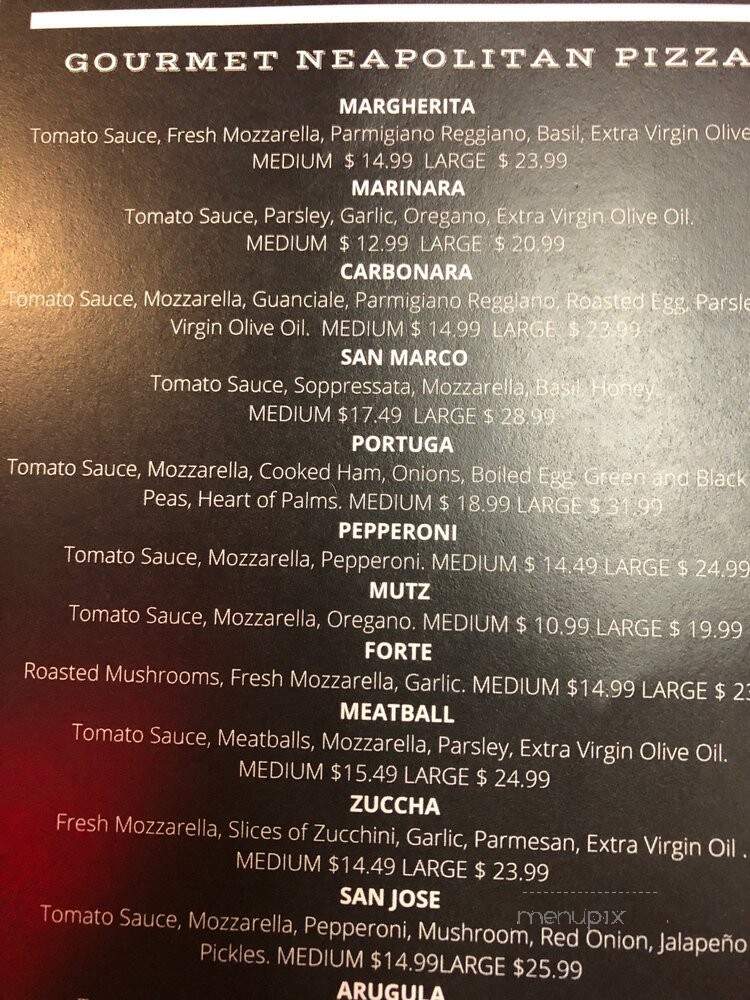 GOURMET NEAPOLITAN PIZZA
MARGHERITA
Tomato Sauce, Fresh Mozzarella, Parmigiano Reggiano, Basil, Extra Virgin Olive
MEDIUM $ 14.99 LARGE $ 23.99
MARINARA
Tomato Sauce, Parsley, Garlic, Oregano, Extra Virgin Olive Oil.
MEDIUM $ 12.99 LARGE $ 20.99
CARBONARA
Tomato Sauce, Mozzarella, Guanciale, Parmigiano Reggiano, Roasted Egg,
Virgin Olive Oil. MEDIUM $ 14.99 LARGE $ 23.99
SAN MARCO
Tomato Sauce, Soppressata, Mozzarella, Basil, Honey
MEDIUM $17.49 LARGE $ 28.99
PORTUGA
Tomato Sauce, Mozzarella, Cooked Ham, Onions, Boiled Egg, Green and Black
Peas, Heart of Palms. MEDIUM $ 18.99 LARGE $ 31.99
PEPPERONI
Tomato Sauce, Mozzarella, Pepperoni. MEDIUM $ 14.49 LARGE $ 24.99
MUTZ
Tomato Sauce, Mozzarella, Oregano. MEDIUM $ 10.99 LARGE $ 19.99
FORTE
Roasted Mushrooms, Fresh Mozzarella, Garlic. MEDIUM $14.99 LARGE $
MEATBALL
Tomato Sauce, Meatballs, Mozzarella, Parsley, Extra Virgin Olive Oil.
MEDIUM $15.49 LARGE $ 24.99
ZUCCHA
Fresh Mozzarella, Slices of Zucchini, Garlic, Parmesan, Extra Virgin Oil .
MEDIUM $14.49 LARGE $ 23.99
SAN JOSE
Tomato Sauce, Mozzarella, Pepperoni, Mushroom, Red Onion, Jalapeño
Pickles. MEDIUM $14.99LARGE $25.99
menupix
ARUGULA